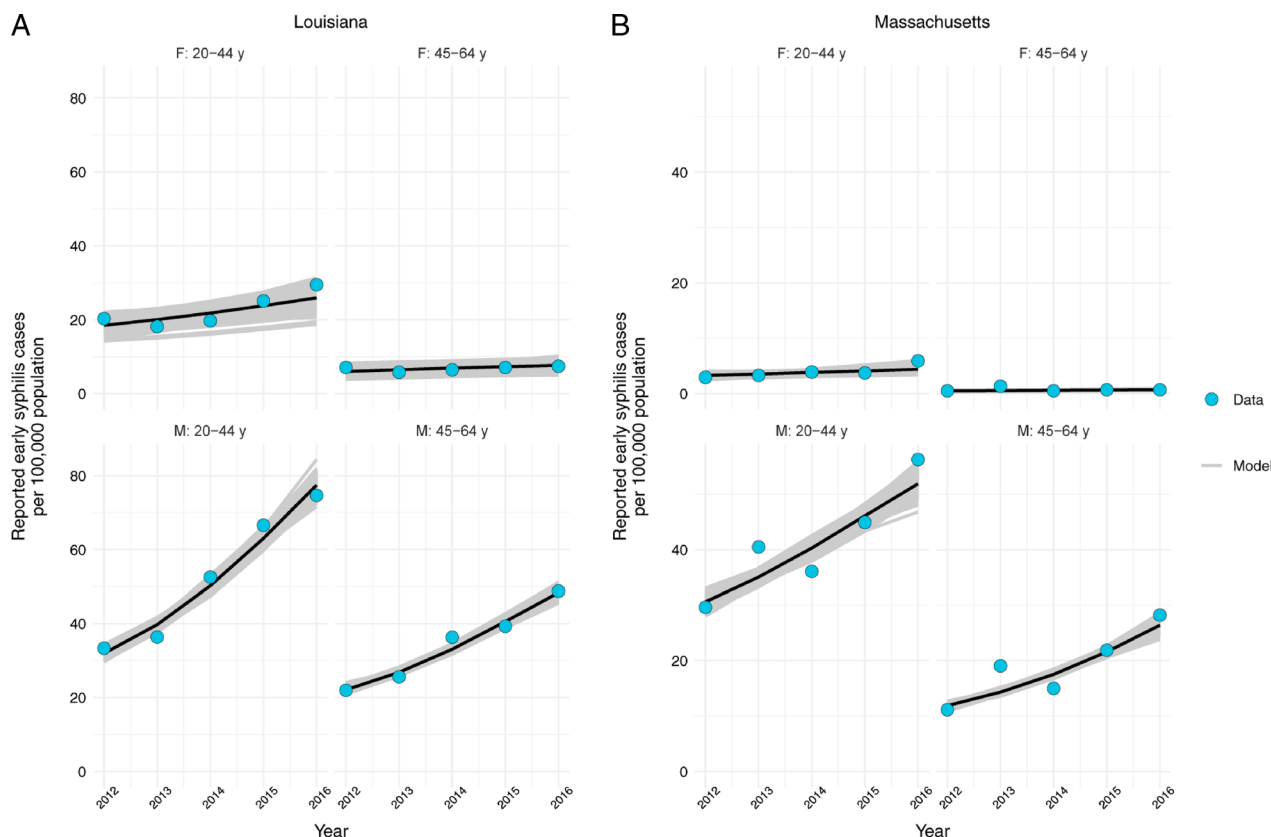 A
Louisiana
F: 20−44 y
F: 45−64 y
80
60
40
20
0
M: 20−44 y
M: 45−64 y
80
60
40
20
0
Reported early syphilis cases
per 100,000 population
2012
2013
2014
2015
2016
2012
2013
2014
2015
2016
Year
B
Massachusetts
F: 20−44 y
F: 45−64 y
40
20
0
M: 20−44 y
M: 45−64 y
40
20
0
Reported early syphilis cases
per 100,000 population
2012
2013
2014
2015
2016
2012
2013
2014
2015
2016
Year
Data
Model